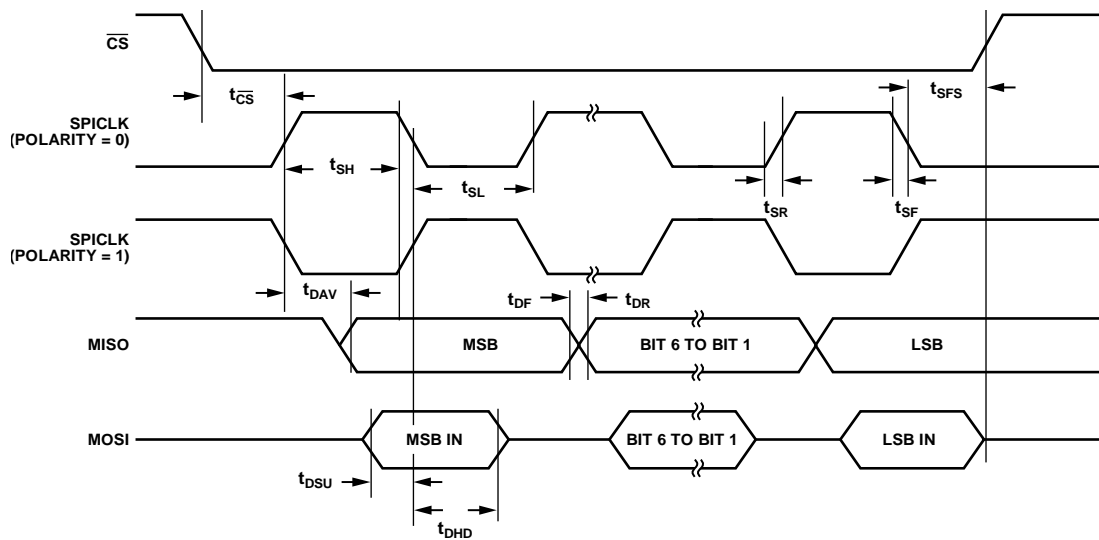 CS
tCS
tSFS
SPICLK
(POLARITY = 0)
tSH
tSL
tSR
tSF
SPICLK
(POLARITY = 1)
tDAV
tDF
tDR
MISO
MSB
BIT 6 TO BIT 1
LSB
MOSI
MSB IN
BIT 6 TO BIT 1
LSB IN
tDSU
tDHD